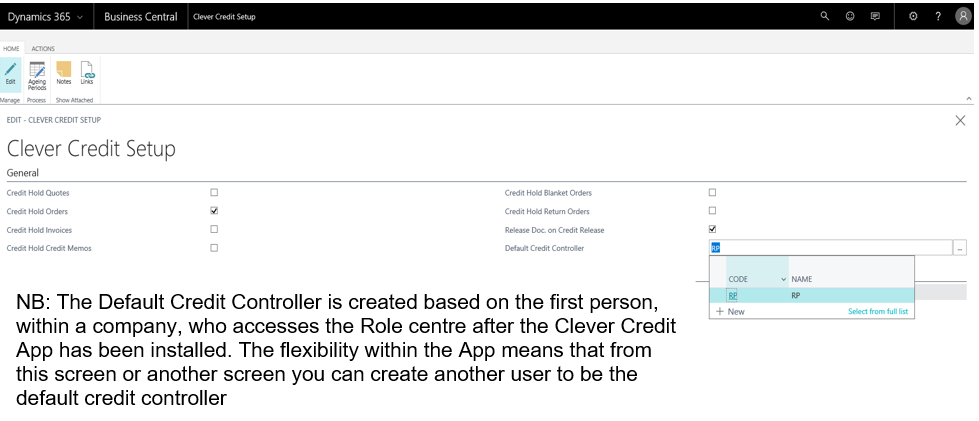 Dynamics 365 Business Central Clever Credit Setup ?
HOME ACTIONS
Edit Ageing Periods Notes Links
Manage Process Show Attached
EDIT - CLEVER CREDIT SETUP
Clever Credit Setup
General
Credit Hold Quotes Credit Hold Blanket Orders
Credit Hold Orders Credit Hold Return Orders
Credit Hold Invoices Release Doc. on Credit Release
Credit Hold Credit Memos Default Credit Controller RP ...
CODE NAME
RP RP
+ New Select from full list
NB: The Default Credit Controller is created based on the first person,
within a company, who accesses the Role centre after the Clever Credit
App has been installed. The flexibility within the App means that from
this screen or another screen you can create another user to be the
default credit controller